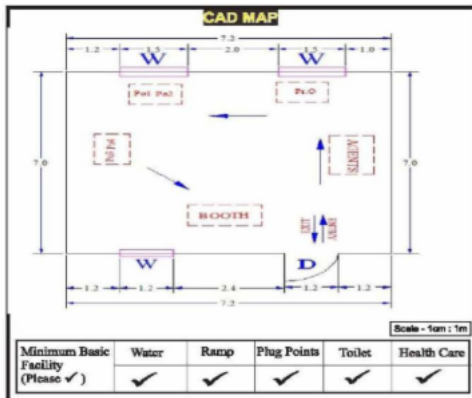 CAD MAP
7.2
1.2 1.5 2.0 1.5 1.0
W W
Po1 Po2 Pr.O
7.0 AGENTS 7.0
BOOTH
EXIT ENTRY
W D
1.2 1.2 2.4 1.2 1.2
7.2
Scale - 1cm : 1m
Minimum Basic Facility (Please ✓) Water Ramp Plug Points Toilet Health Care
✓ ✓ ✓ ✓ ✓